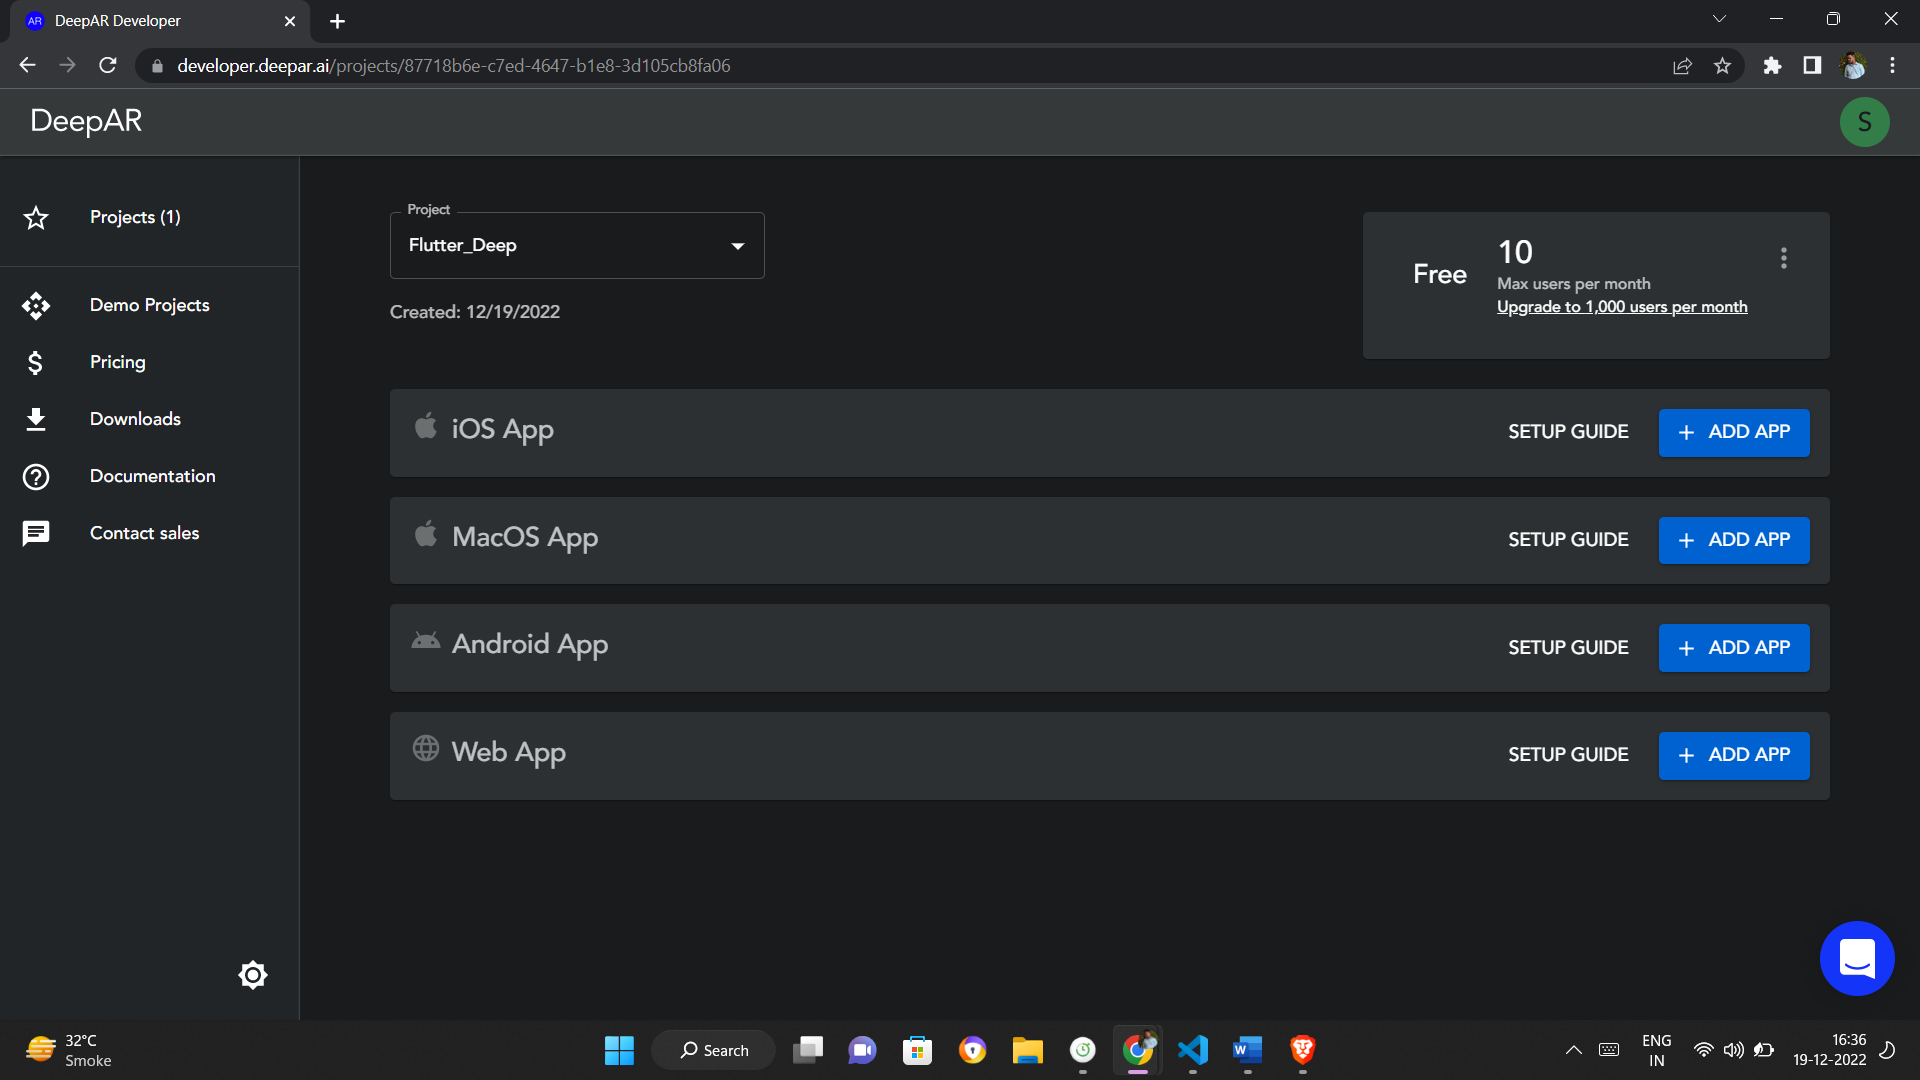 AR DeepAR Developer
developer.deepar.ai/projects/87718b6e-c7ed-4647-b1e8-3d105cb8fa06
DeepAR
S
Projects (1)
Demo Projects
Pricing
Downloads
Documentation
Contact sales
Project
Flutter_Deep
Created: 12/19/2022
Free
10
Max users per month
Upgrade to 1,000 users per month
iOS App
SETUP GUIDE
+ ADD APP
MacOS App
SETUP GUIDE
+ ADD APP
Android App
SETUP GUIDE
+ ADD APP
Web App
SETUP GUIDE
+ ADD APP
32°C
Smoke
Search
W
ENG
IN
16:36
19-12-2022